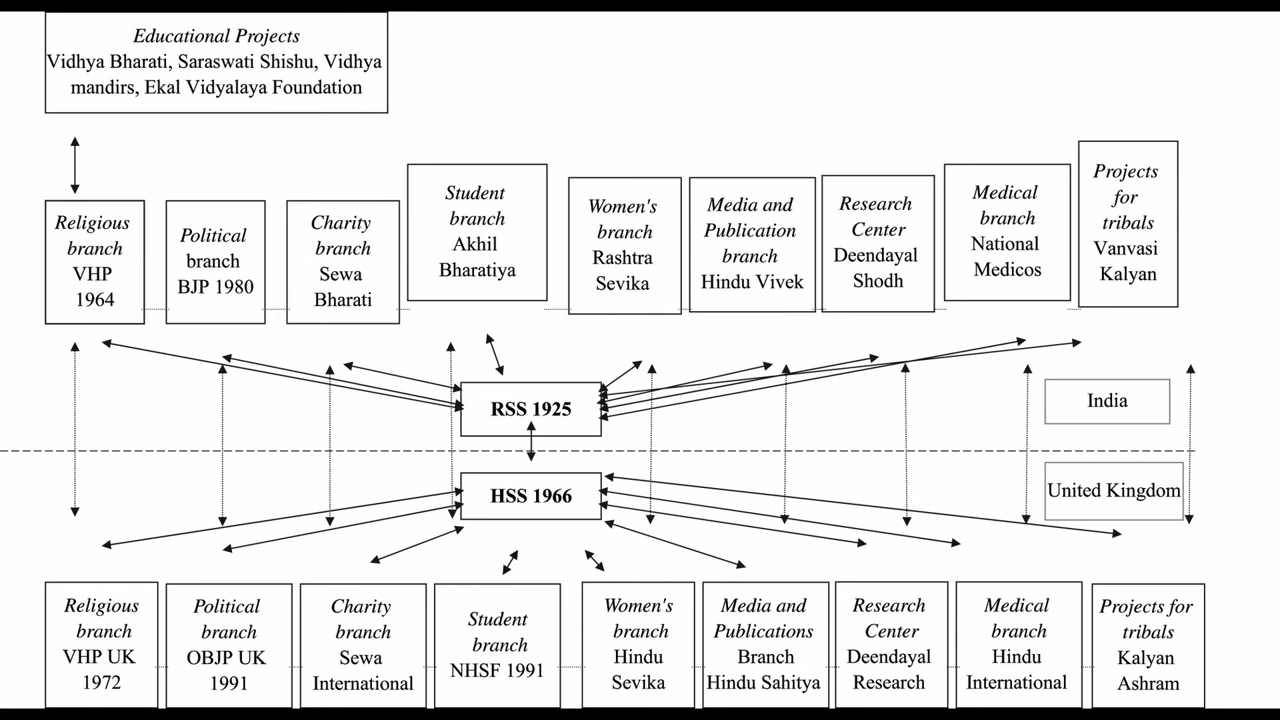 Educational Projects
Vidhya Bharati, Saraswati Shishu, Vidhya
mandirs, Ekal Vidyalaya Foundation
Religious
branch
VHP
1964
Political
branch
BJP 1980
Charity
branch
Sewa
Bharati
Student
branch
Akhil
Bharatiya
Women's
branch
Rashtra
Sevika
Media and
Publication
branch
Hindu Vivek
Research
Center
Deendayal
Shodh
Medical
branch
National
Medicos
Projects
for
tribals
Vanvasi
Kalyan
RSS 1925
India
HSS 1966
United Kingdom
Religious
branch
VHP UK
1972
Political
branch
OBJP UK
1991
Charity
branch
Sewa
International
Student
branch
NHSF 1991
Women's
branch
Hindu
Sevika
Media and
Publications
Branch
Hindu Sahitya
Research
Center
Deendayal
Research
Medical
branch
Hindu
International
Projects for
tribals
Kalyan
Ashram